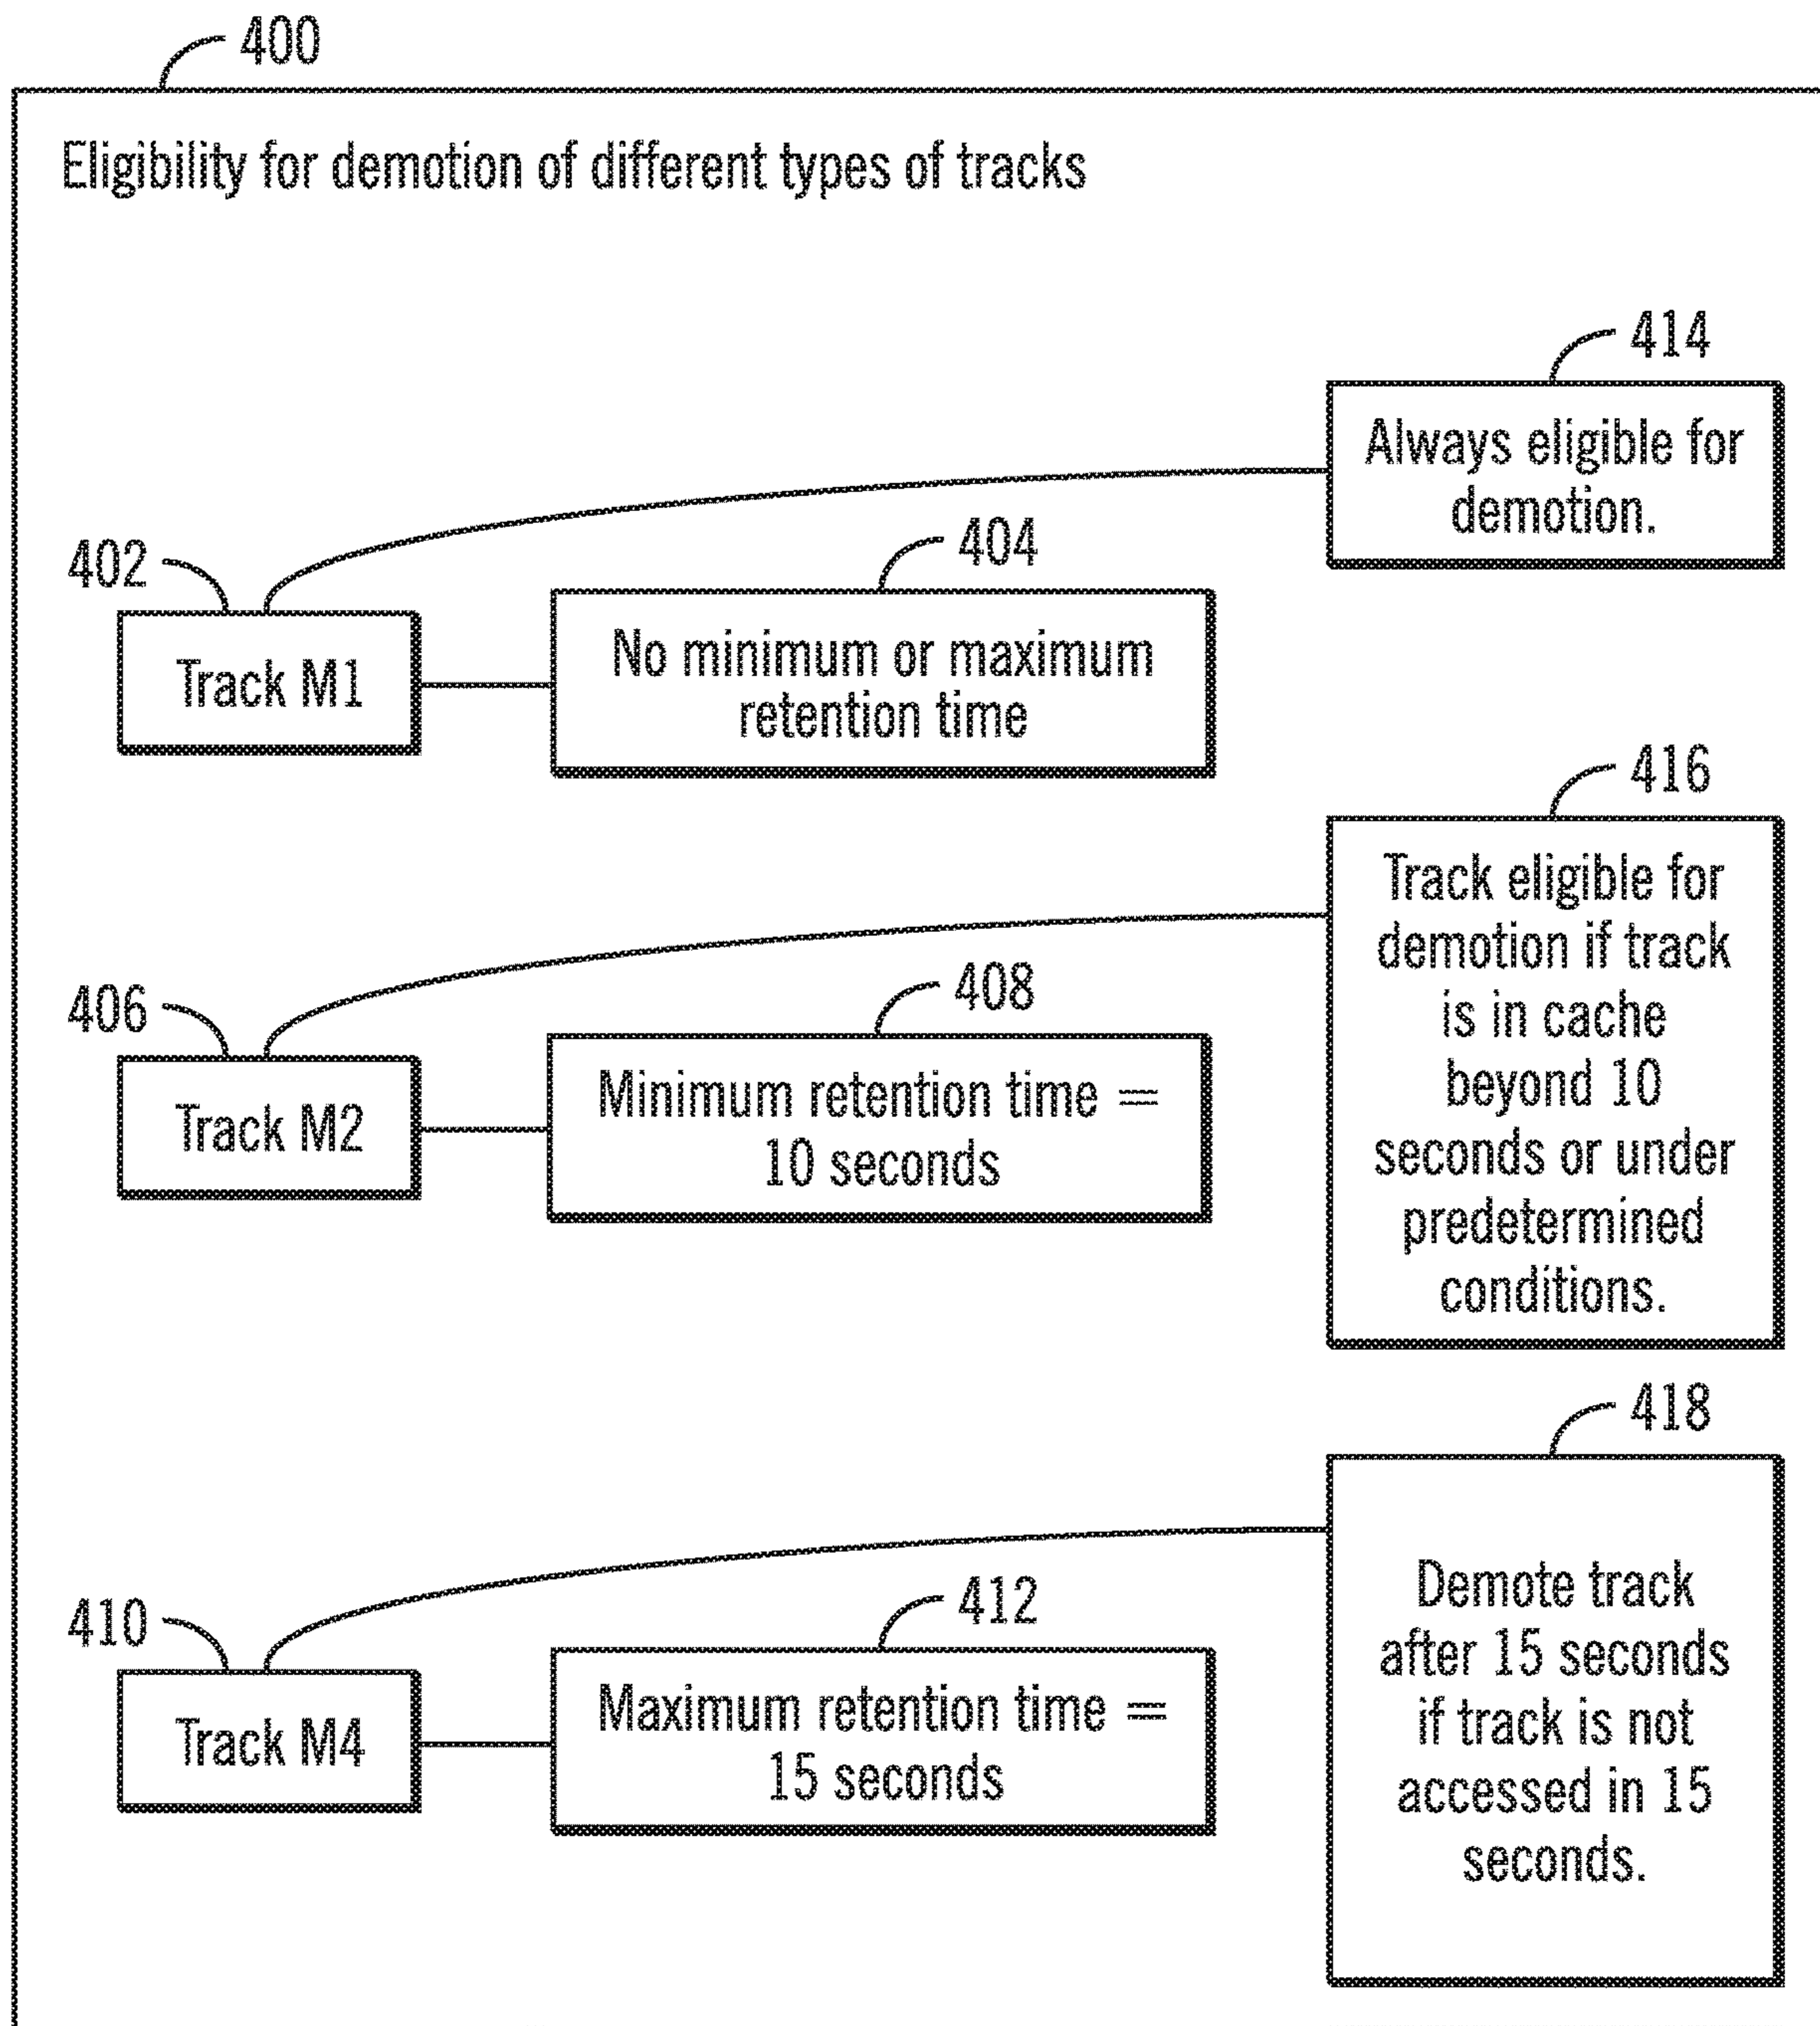 400
Eligibility for demotion of different types of tracks
414
Always eligible for
demotion.
402
404
Track M1
No minimum or maximum
retention time
416
Track eligible for
demotion if track
is in cache
beyond 10
seconds or under
predetermined
conditions.
406
408
Track M2
Minimum retention time =
10 seconds
418
Demote track
after 15 seconds
if track is not
accessed in 15
seconds.
410
412
Track M4
Maximum retention time =
15 seconds